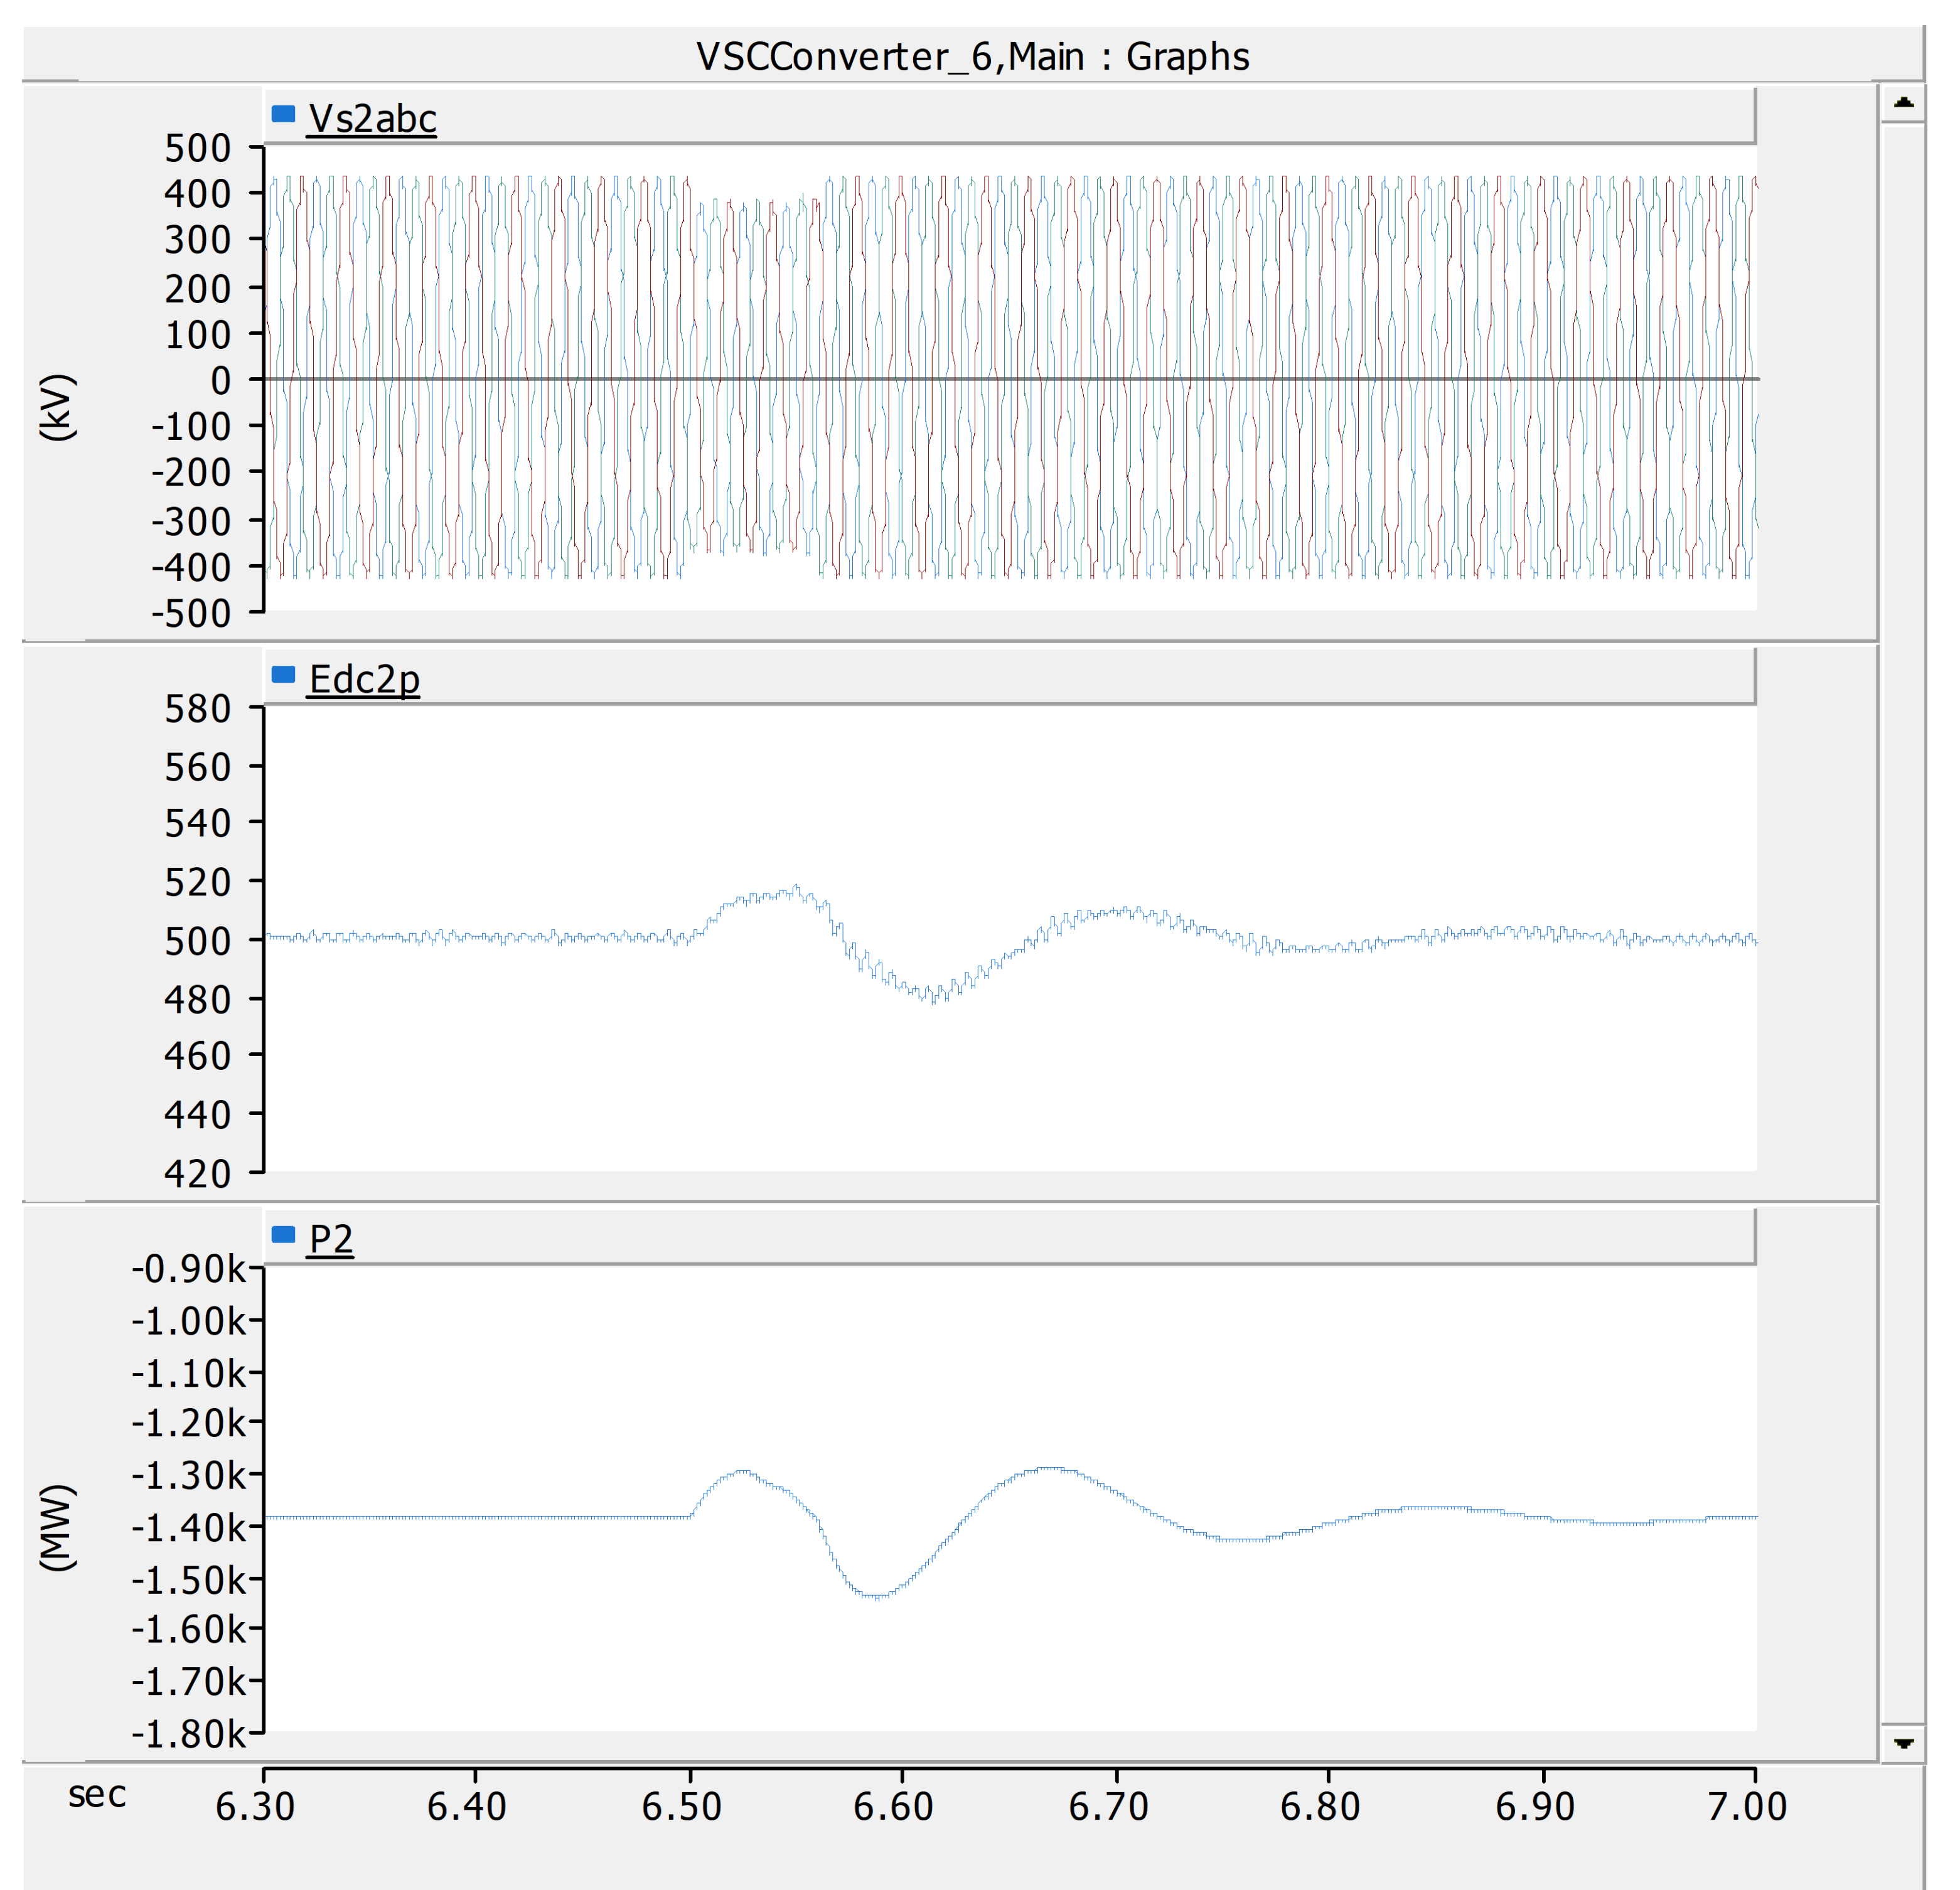 VSCConverter_6,Main : Graphs
Vs2abc
500
400
300
200
100
0
-100
-200
-300
-400
-500
(kV)
Edc2p
580
560
540
520
500
480
460
440
420
P2
-0.90k
-1.00k
-1.10k
-1.20k
-1.30k
-1.40k
-1.50k
-1.60k
-1.70k
-1.80k
(MW)
sec 6.30 6.40 6.50 6.60 6.70 6.80 6.90 7.00